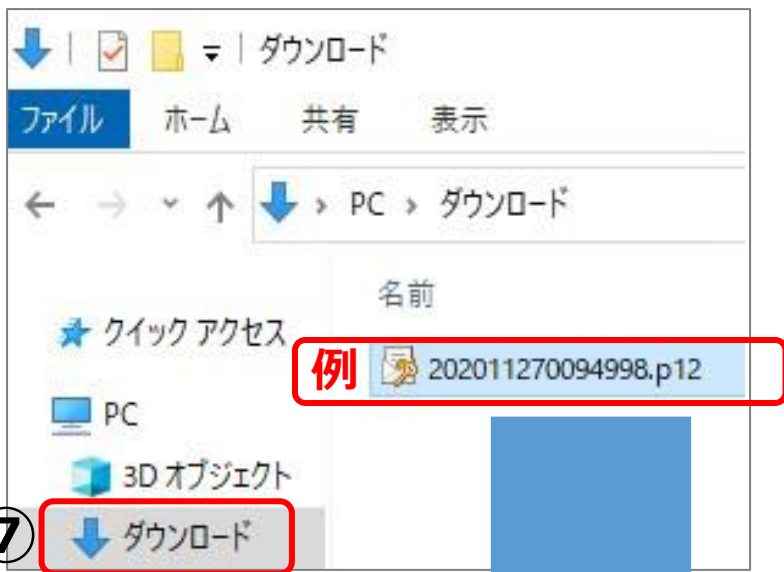 ダウンロード
ファイル ホーム 共有 表示
PC › ダウンロード
名前
クイック アクセス
例 202011270094998.p12
PC
3D オブジェクト
⑦ ダウンロード